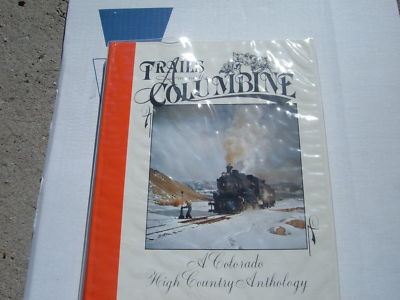 TRAILS
A
COLUMBINE
A Colorado
High Country Anthology